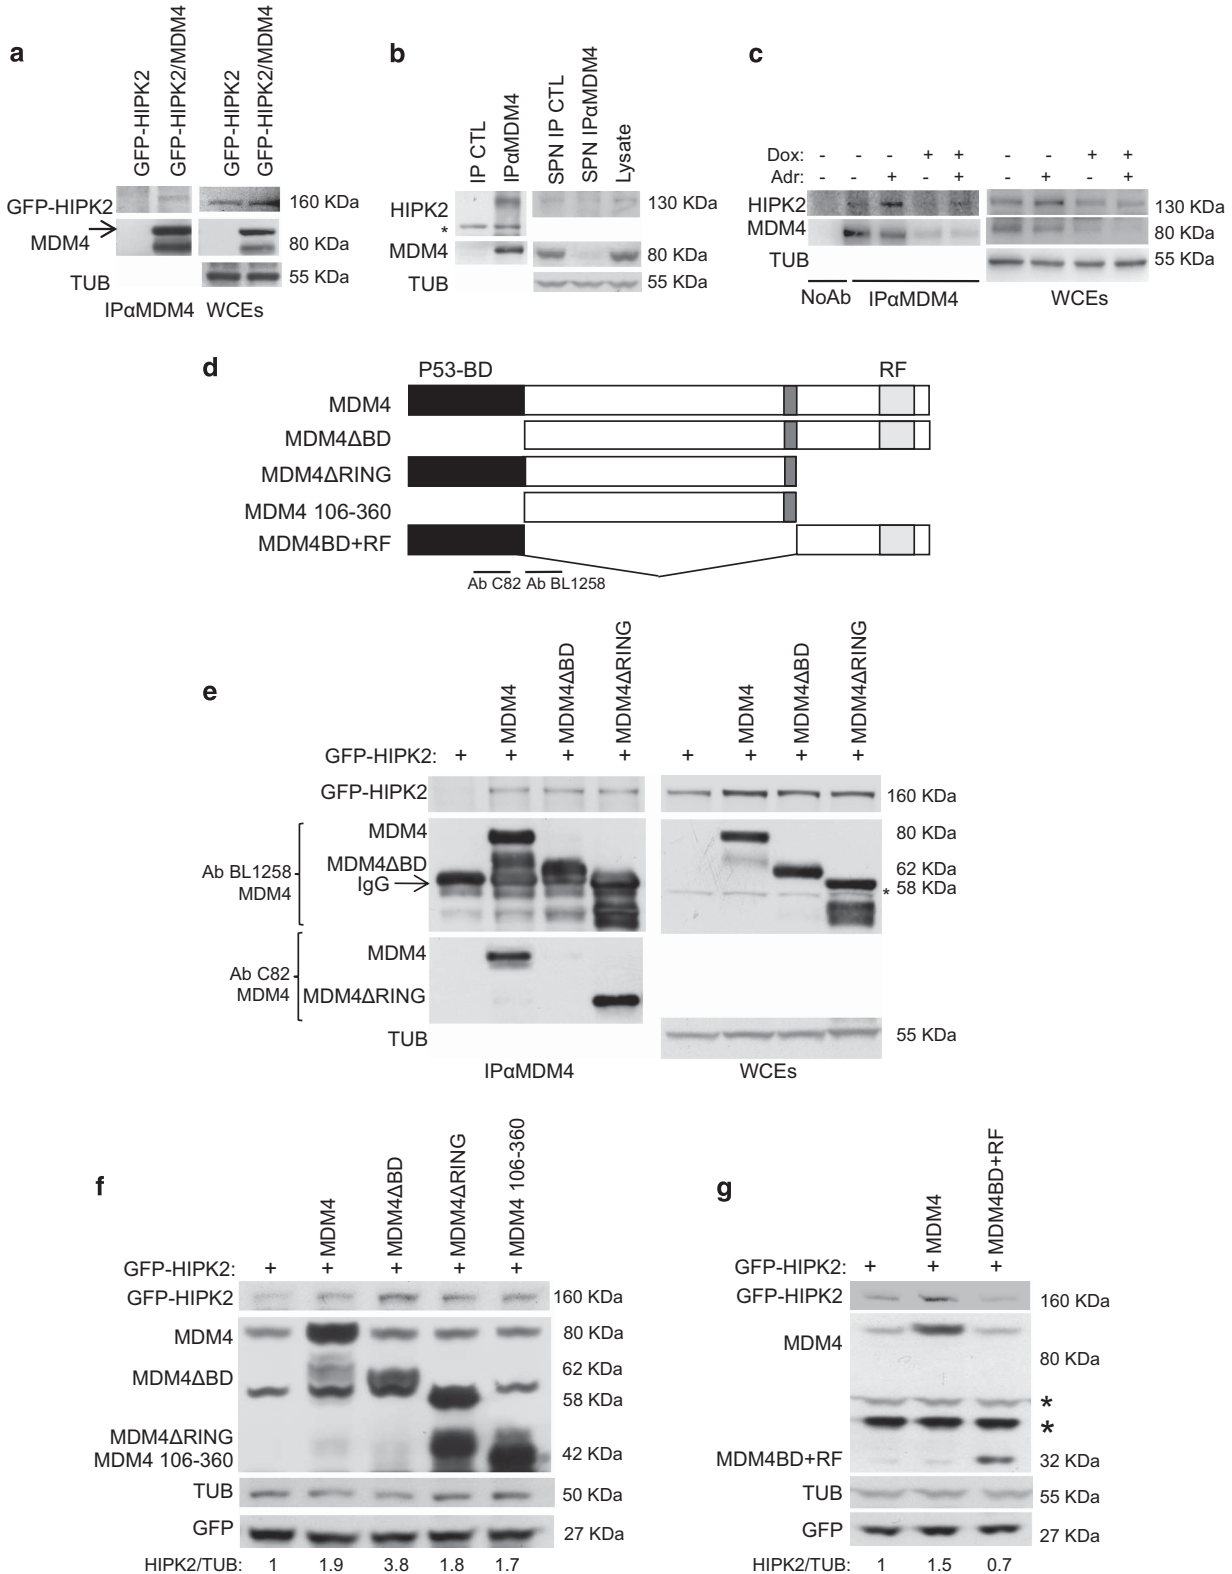 a
GFP-HIPK2
GFP-HIPK2/MDM4
GFP-HIPK2
GFP-HIPK2/MDM4
GFP-HIPK2
160 KDa
MDM4
80 KDa
TUB
55 KDa
IPαMDM4
WCEs
b
IP CTL
IPαMDM4
SPN IP CTL
SPN IPαMDM4
Lysate
HIPK2
130 KDa
*
MDM4
80 KDa
TUB
55 KDa
c
Dox: - - - + + - - + +
Adr: - - + - + - + - +
HIPK2
130 KDa
MDM4
80 KDa
TUB
55 KDa
NoAb
IPαMDM4
WCEs
d
P53-BD
RF
MDM4
MDM4ΔBD
MDM4ΔRING
MDM4 106-360
MDM4BD+RF
Ab C82
Ab BL1258
e
MDM4
MDM4ΔBD
MDM4ΔRING
MDM4
MDM4ΔBD
MDM4ΔRING
GFP-HIPK2: + + + + + + + +
GFP-HIPK2
160 KDa
Ab BL1258
MDM4
MDM4
80 KDa
MDM4ΔBD
62 KDa
IgG
* 58 KDa
Ab C82
MDM4
MDM4
MDM4ΔRING
TUB
55 KDa
IPαMDM4
WCEs
f
MDM4
MDM4ΔBD
MDM4ΔRING
MDM4 106-360
GFP-HIPK2: + + + + +
GFP-HIPK2
160 KDa
MDM4
80 KDa
MDM4ΔBD
62 KDa
58 KDa
MDM4ΔRING
MDM4 106-360
42 KDa
TUB
50 KDa
GFP
27 KDa
HIPK2/TUB: 1 1.9 3.8 1.8 1.7
g
MDM4
MDM4BD+RF
GFP-HIPK2: + + +
GFP-HIPK2
160 KDa
MDM4
80 KDa
*
*
MDM4BD+RF
32 KDa
TUB
55 KDa
GFP
27 KDa
HIPK2/TUB: 1 1.5 0.7